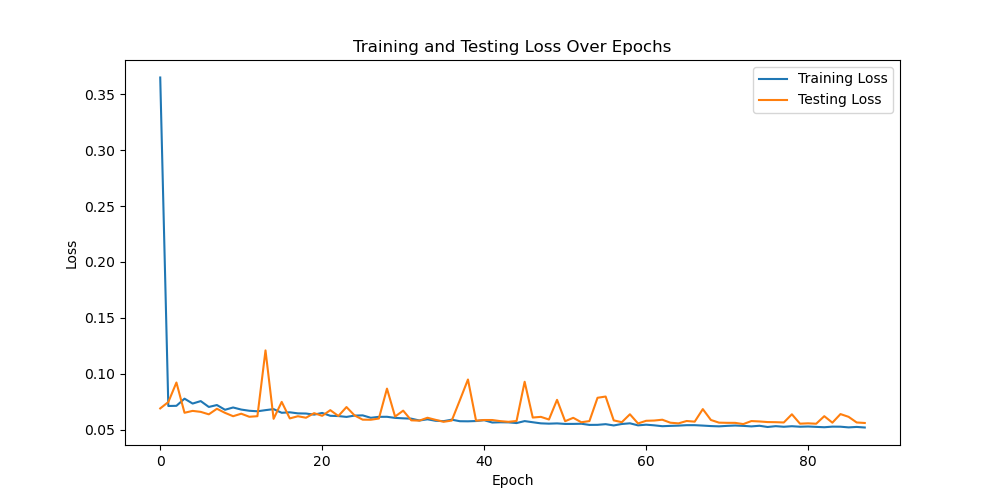 Training and Testing Loss Over Epochs
Training Loss
Testing Loss
0.35
0.30
0.25
0.20
0.15
0.10
0.05
Loss
0
20
40
60
80
Epoch